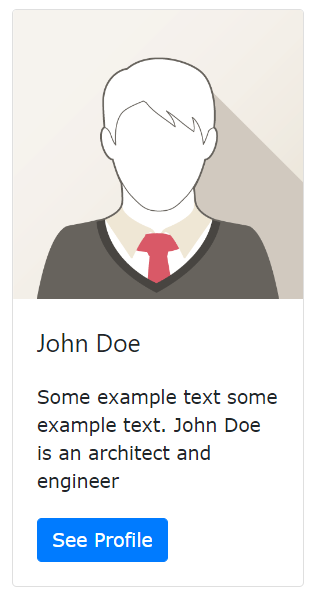 John Doe
Some example text some
example text. John Doe
is an architect and
engineer
See Profile